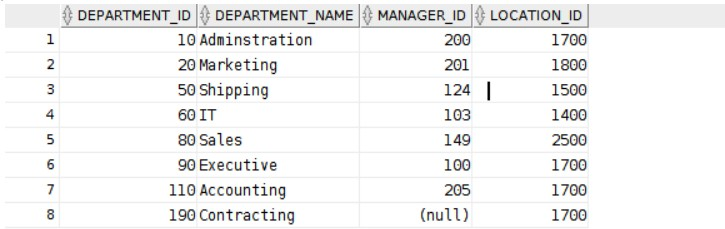 DEPARTMENT_ID DEPARTMENT_NAME MANAGER_ID LOCATION_ID
1 10 Adminstration 200 1700
2 20 Marketing 201 1800
3 50 Shipping 124 1500
4 60 IT 103 1400
5 80 Sales 149 2500
6 90 Executive 100 1700
7 110 Accounting 205 1700
8 190 Contracting (null) 1700